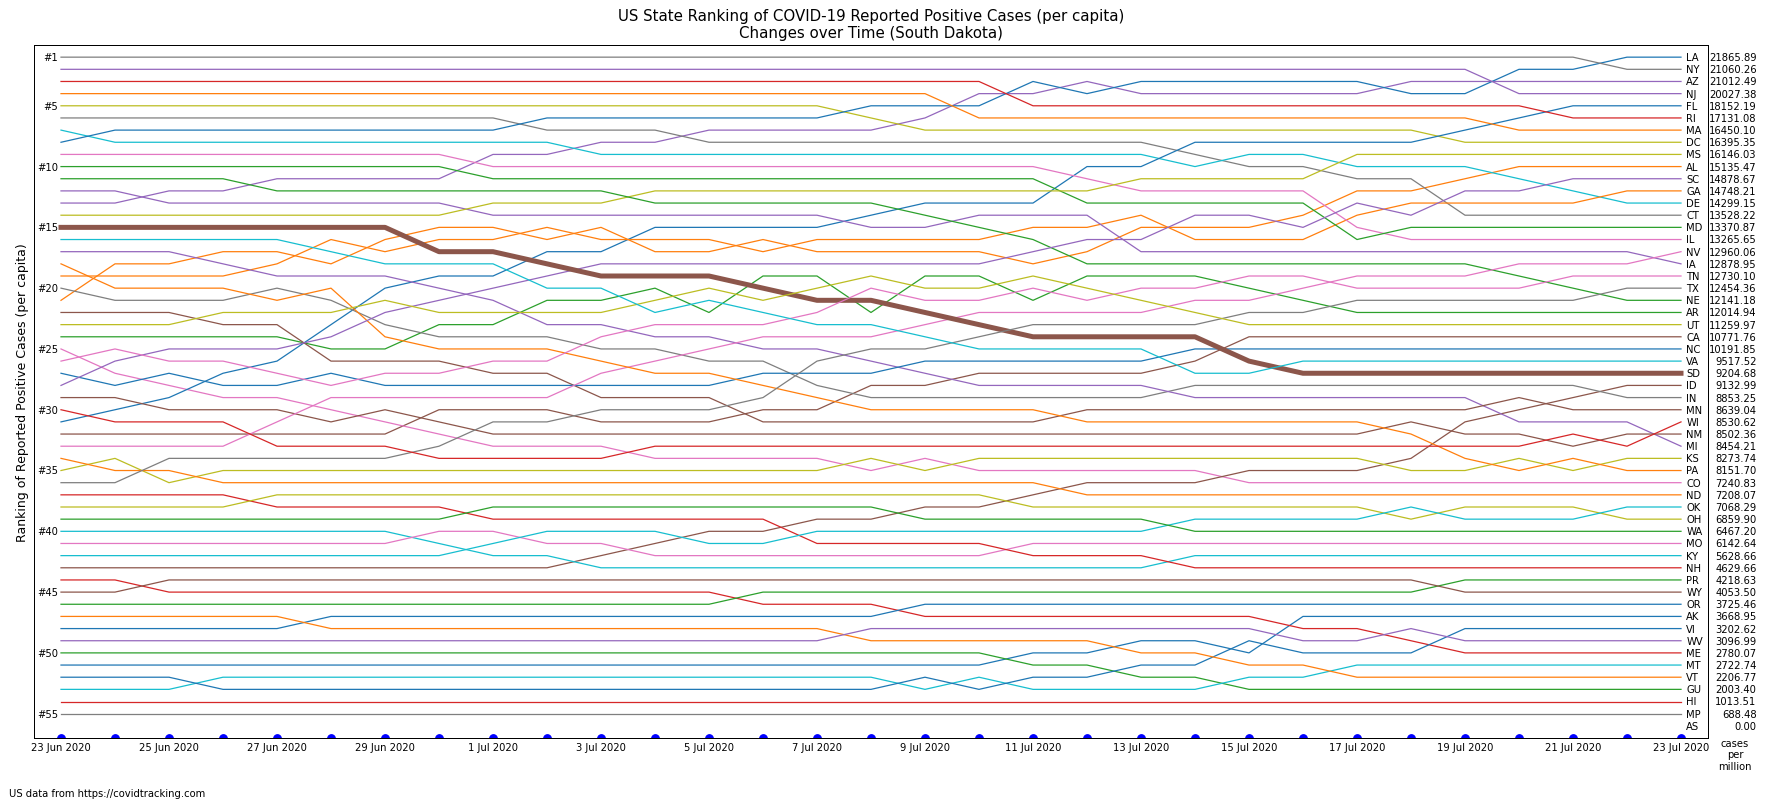 US State Ranking of COVID-19 Reported Positive Cases (per capita)
Changes over Time (South Dakota)
Ranking of Reported Positive Cases (per capita)
#1
#5
#10
#15
#20
#25
#30
#35
#40
#45
#50
#55
LA 21865.89
NY 21060.26
AZ 21012.49
NJ 20027.38
FL 18152.19
RI 17131.08
MA 16450.10
DC 16395.35
MS 16146.03
AL 15135.47
SC 14878.67
GA 14748.21
DE 14299.15
CT 13528.22
MD 13370.87
IL 13265.65
NV 12960.06
IA 12878.95
TN 12730.10
TX 12454.36
NE 12141.18
AR 12014.94
UT 11259.97
CA 10771.76
NC 10191.85
VA 9517.52
SD 9204.68
ID 9132.99
IN 8853.25
MN 8639.04
WI 8530.62
NM 8502.36
MI 8454.21
KS 8273.74
PA 8151.70
CO 7240.83
ND 7208.07
OK 7068.29
OH 6859.90
WA 6467.20
MO 6142.64
KY 5628.66
NH 4629.66
PR 4218.63
WY 4053.50
OR 3725.46
AK 3668.95
VI 3202.62
WV 3096.99
ME 2780.07
MT 2722.74
VT 2206.77
GU 2003.40
HI 1013.51
MP 688.48
AS 0.00
23 Jun 2020 25 Jun 2020 27 Jun 2020 29 Jun 2020 1 Jul 2020 3 Jul 2020 5 Jul 2020 7 Jul 2020 9 Jul 2020 11 Jul 2020 13 Jul 2020 15 Jul 2020 17 Jul 2020 19 Jul 2020 21 Jul 2020 23 Jul 2020
cases
per
million
US data from https://covidtracking.com